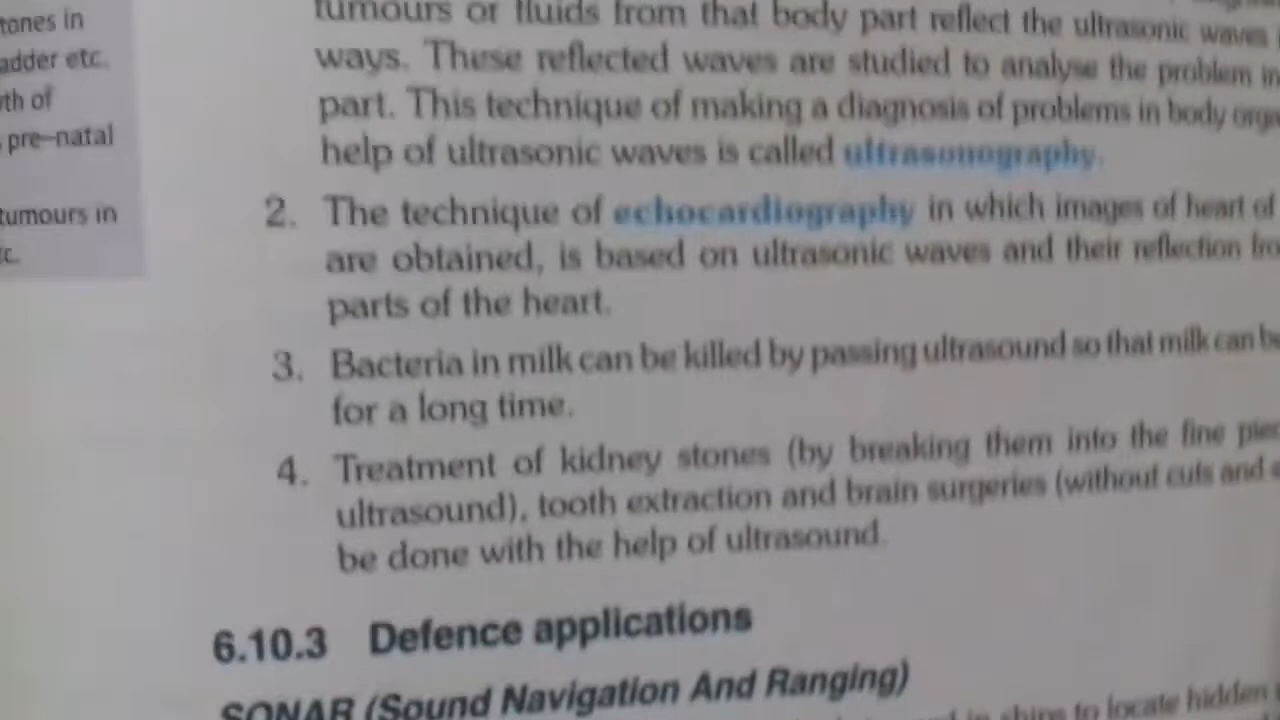 tones in
adder etc.
th of
pre-natal
tumours in
c.
tumours or fluids from that body part reflect the ultrasonic waves
ways. These reflected waves are studied to analyse the problem in
part. This technique of making a diagnosis of problems in body orga
help of ultrasonic waves is called ultrasonography.
2. The technique of echocardiography in which images of heart of
are obtained, is based on ultrasonic waves and their reflection fro
parts of the heart.
3. Bacteria in milk can be killed by passing ultrasound so that milk can be
for a long time.
4. Treatment of kidney stones (by breaking them into the fine piec
ultrasound), tooth extraction and brain surgeries (without cuts and
be done with the help of ultrasound.
6.10.3 Defence applications
SONAR (Sound Navigation And Ranging)
in ships to locate hidden